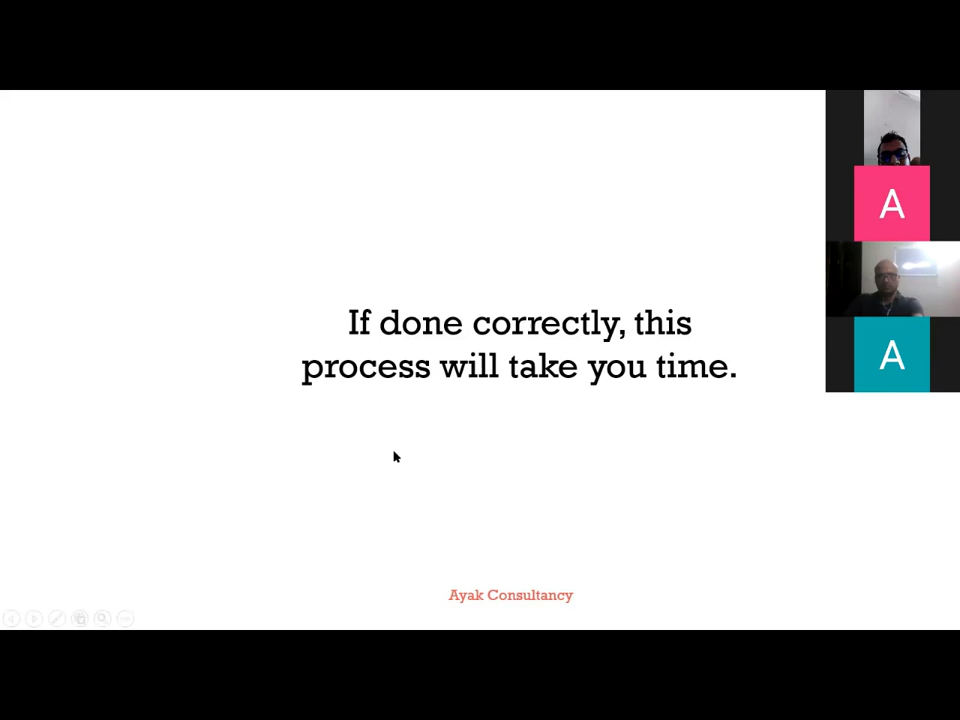 If done correctly, this
process will take you time.
Ayak Consultancy
A
A